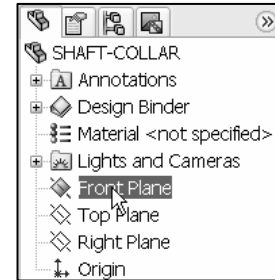 SHAFT-COLLAR
Annotations
Design Binder
Material <not specified>
Lights and Cameras
Front Plane
Top Plane
Right Plane
Origin